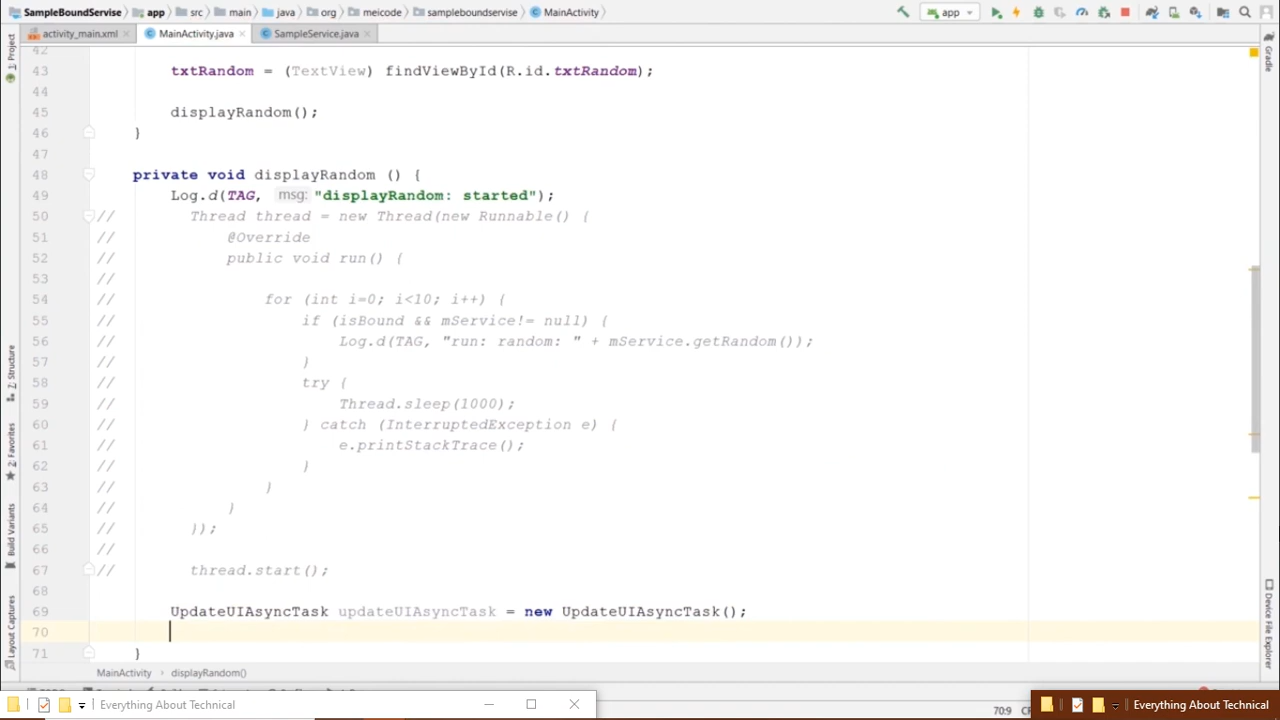 SampleBoundServise app src main java org meicode sampleboundservise MainActivity app
activity_main.xml MainActivity.java SampleService.java
42
43 txtRandom = (TextView) findViewById(R.id.txtRandom);
44
45 displayRandom();
46 }
47
48 private void displayRandom () {
49 Log.d(TAG, msg: "displayRandom: started");
50 // Thread thread = new Thread(new Runnable() {
51 // @Override
52 // public void run() {
53 //
54 // for (int i=0; i<10; i++) {
55 // if (isBound && mService!= null) {
56 // Log.d(TAG, "run: random: " + mService.getRandom());
57 // }
58 // try {
59 // Thread.sleep(1000);
60 // } catch (InterruptedException e) {
61 // e.printStackTrace();
62 // }
63 // }
64 // }
65 // });
66 //
67 // thread.start();
68
69 UpdateUIAsyncTask updateUIAsyncTask = new UpdateUIAsyncTask();
70
71 }
MainActivity › displayRandom()
1: Project
7: Structure
2: Favorites
Build Variants
Layout Captures
Gradle
Device File Explorer
Everything About Technical
70:9
Everything About Technical